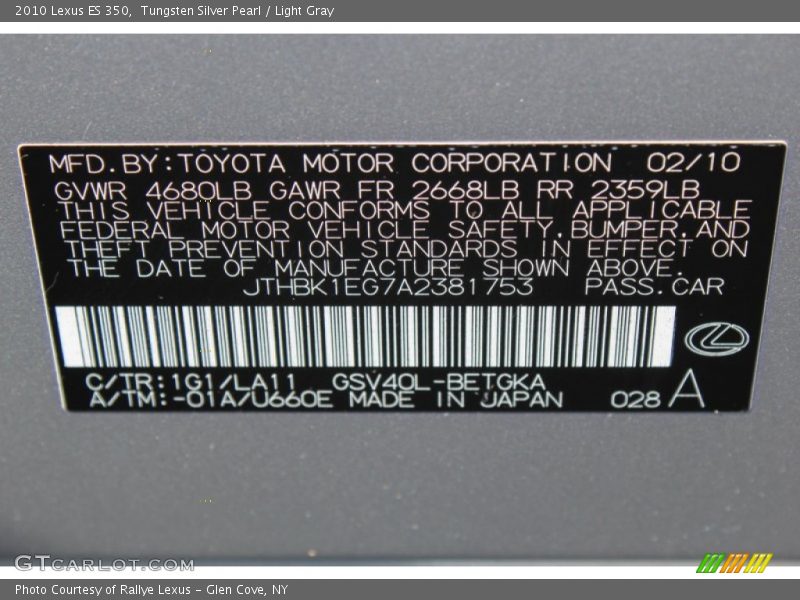 2010 Lexus ES 350,  Tungsten Silver Pearl / Light Gray
MFD.BY:TOYOTA MOTOR CORPORATION 02/10
GVWR 4680LB GAWR FR 2668LB RR 2359LB
THIS VEHICLE CONFORMS TO ALL APPLICABLE
FEDERAL MOTOR VEHICLE SAFETY,BUMPER,AND
THEFT PREVENTION STANDARDS IN EFFECT ON
THE DATE OF MANUFACTURE SHOWN ABOVE.
JTHBK1EG7A2381753 PASS.CAR
C/TR:1G1/LA11 GSV40L-BETGKA
A/TM:-01A/U660E MADE IN JAPAN 028 A
GTCARLOT.COM
Photo Courtesy of Rallye Lexus – Glen Cove, NY